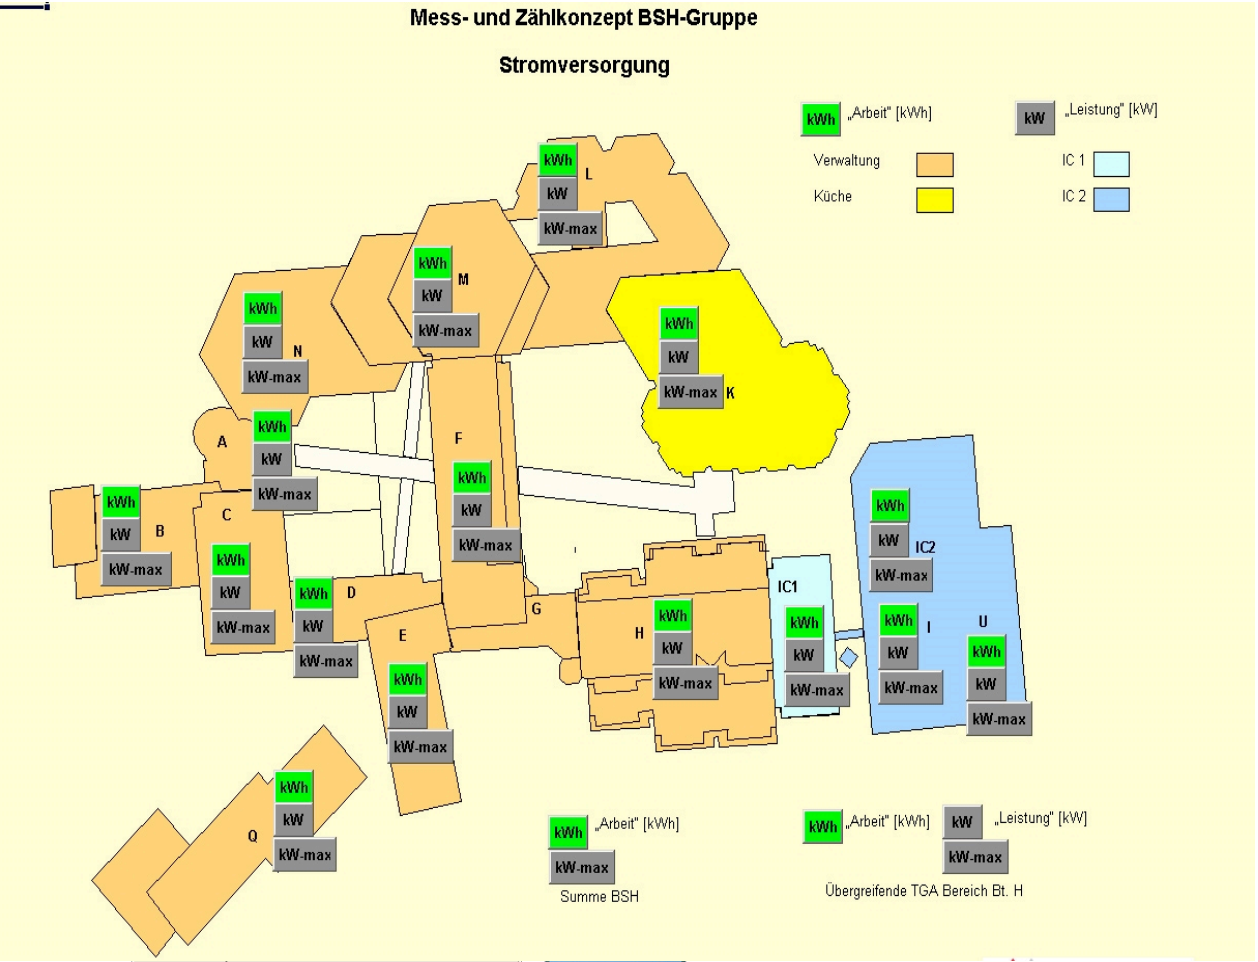 Mess- und Zählkonzept BSH-Gruppe
Stromversorgung
kWh „Arbeit" [kWh]
kW „Leistung" [kW]
Verwaltung
IC 1
Küche
IC 2
kWh
L
kW
kW-max
kWh
M
kW
kW-max
kWh
kW
N
kW-max
kWh
kW
kW-max K
A
kWh
kW
kW-max
F
kWh
kW
kW-max
kWh
B
kW
kW-max
C
kWh
kW
kW-max
kWh
D
kW
kW-max
E
kWh
kW
kW-max
G
H
kWh
kW
kW-max
IC1
kWh
kW
kW-max
kWh
kW
IC2
kW-max
kWh
I
kW
kW-max
U
kWh
kW
kW-max
kWh
Q
kW
kW-max
kWh „Arbeit" [kWh]
kW-max
Summe BSH
kWh „Arbeit" [kWh]
kW „Leistung" [kW]
kW-max
Übergreifende TGA Bereich Bt. H